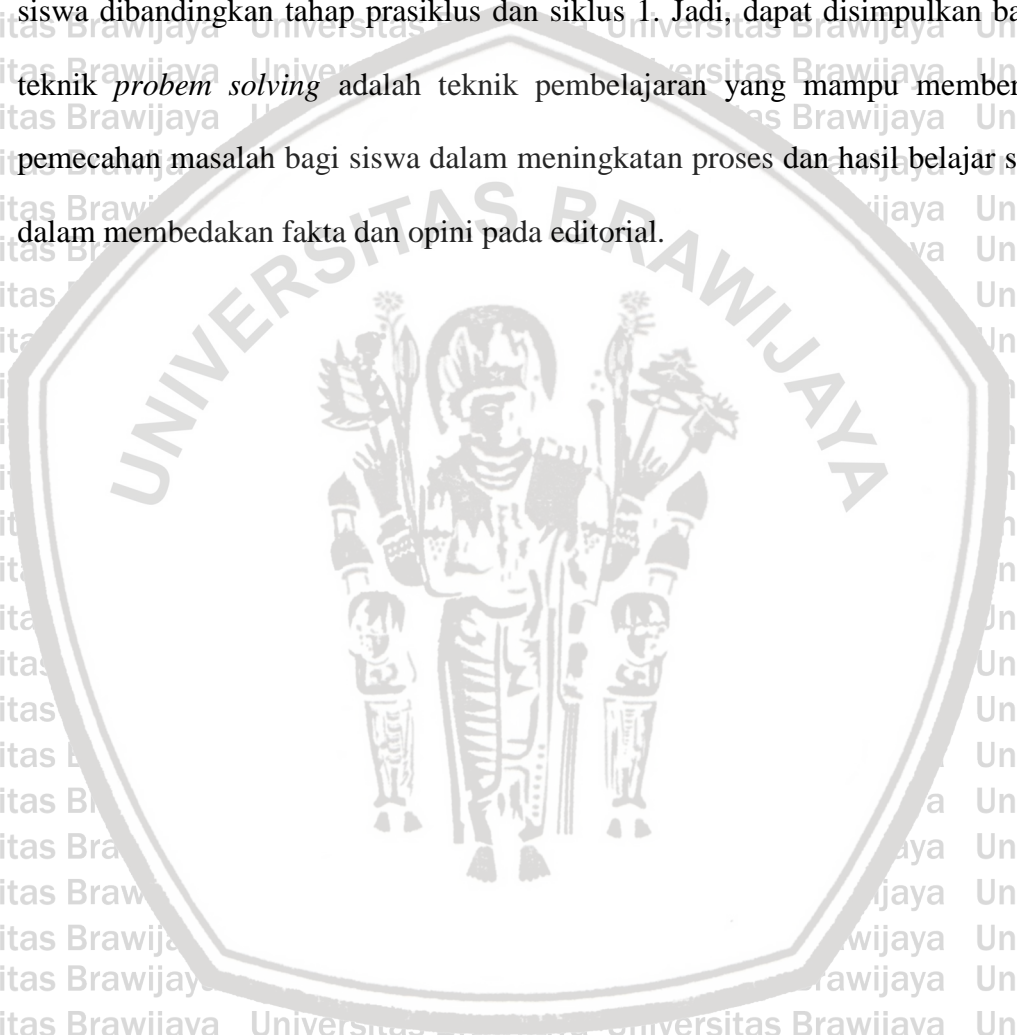 siswa dibandingkan tahap prasiklus dan siklus 1. Jadi, dapat disimpulkan ba
teknik probem solving adalah teknik pembelajaran yang mampu member
pemecahan masalah bagi siswa dalam meningkatan proses dan hasil belajar s
dalam membedakan fakta dan opini pada editorial.
UNIVERSITAS BRAWIJAYA